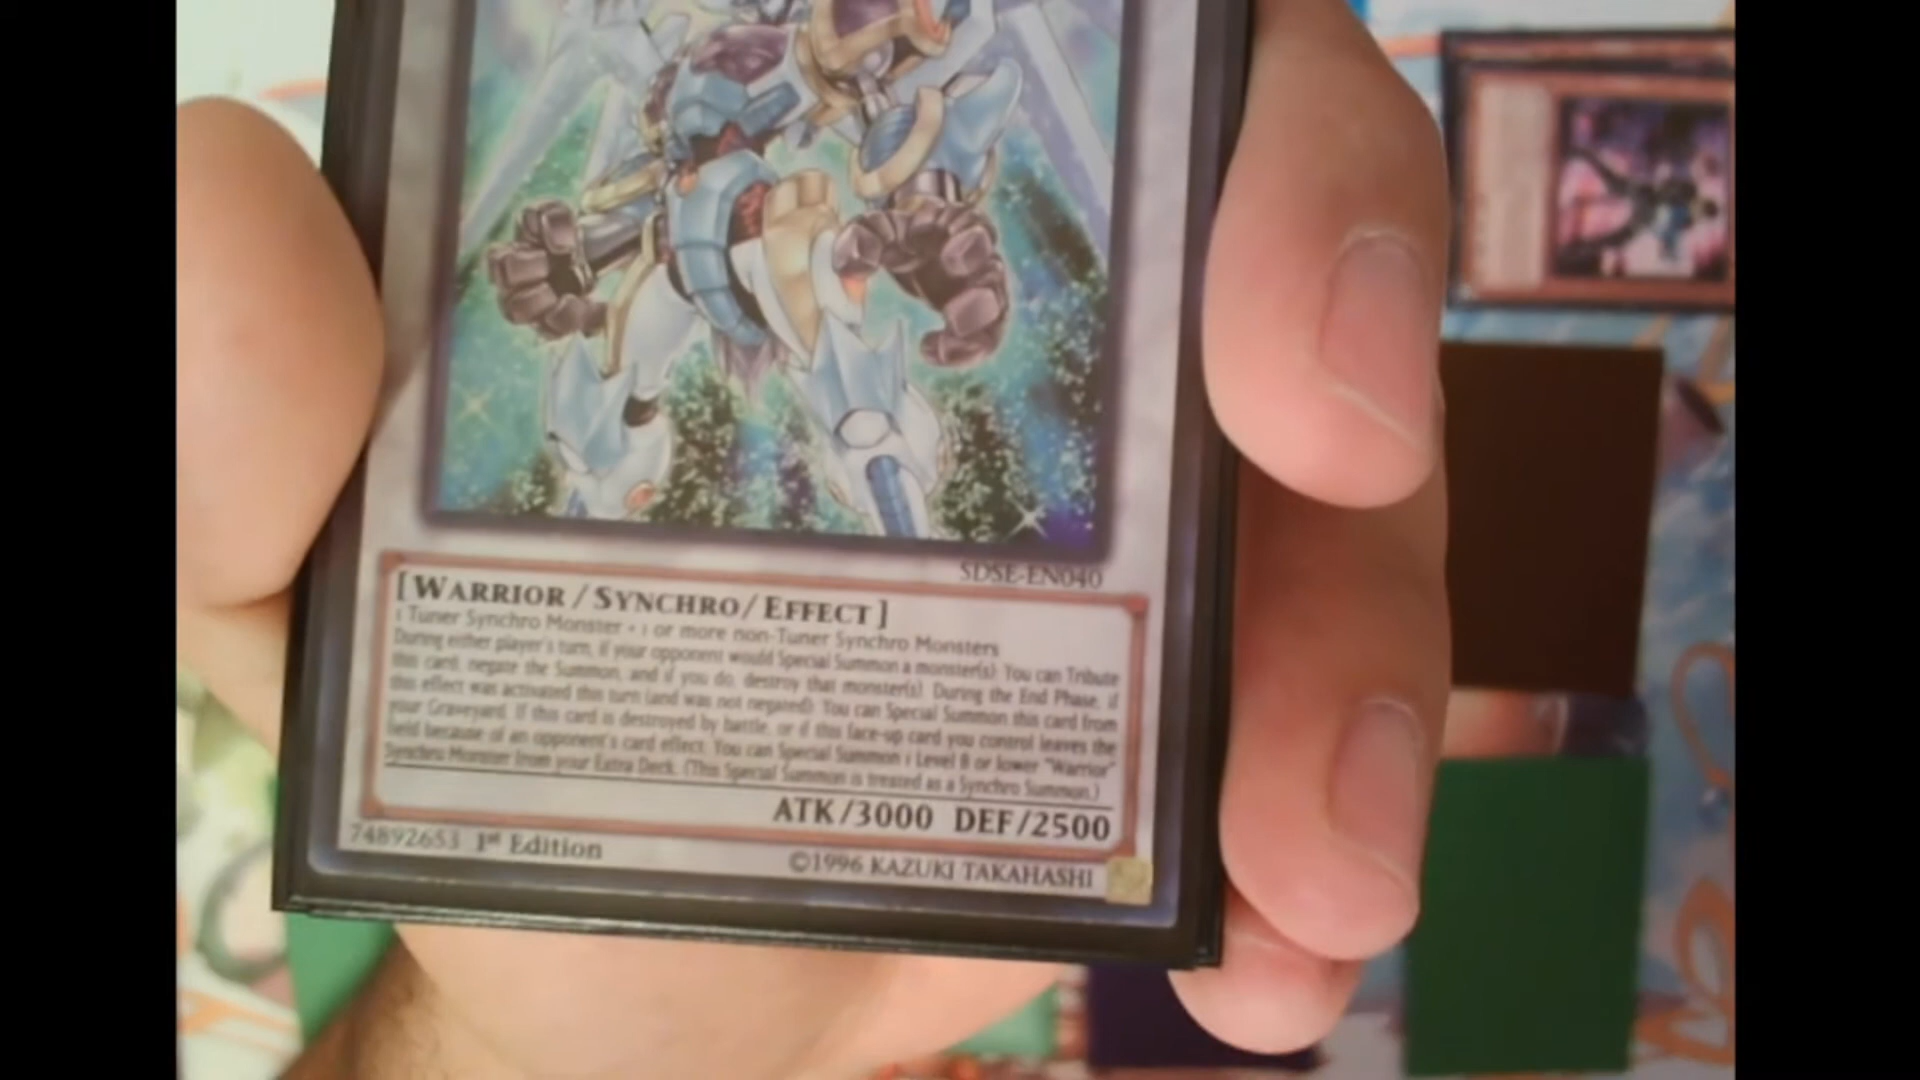 SDSE-EN040
[WARRIOR/SYNCHRO/EFFECT]
1 Tuner Synchro Monster + 1 or more non-Tuner Synchro Monsters
During either player's turn, if your opponent would Special Summon a monster(s): You can Tribute
this card; negate the Summon, and if you do, destroy that monster(s). During the End Phase, if
this effect was activated this turn (and was not negated): You can Special Summon this card from
your Graveyard. If this card is destroyed by battle, or if this face-up card you control leaves the
field because of an opponent's card effect: You can Special Summon 1 Level 8 or lower "Warrior"
Synchro Monster from your Extra Deck. (This Special Summon is treated as a Synchro Summon.)
ATK/3000 DEF/2500
74892653 1st Edition
©1996 KAZUKI TAKAHASHI